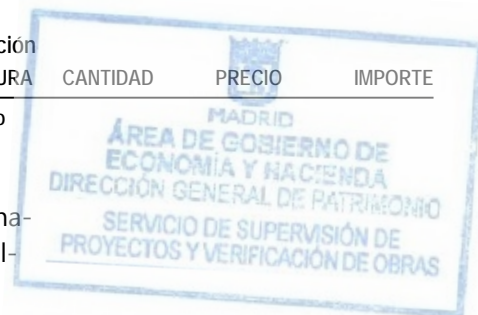 ción
URA CANTIDAD PRECIO IMPORTE
o
MADRID
ÁREA DE GOBIERNO DE
ECONOMÍA Y HACIENDA
DIRECCIÓN GENERAL DE PATRIMONIO
na-
SERVICIO DE SUPERVISIÓN DE
l-
PROYECTOS Y VERIFICACIÓN DE OBRAS